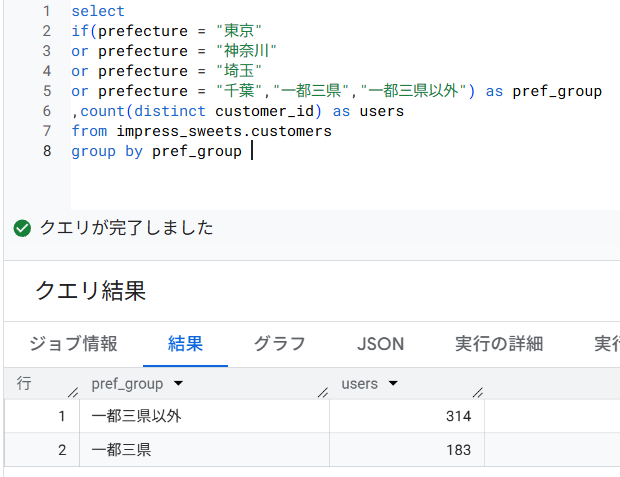 1 select
2 if(prefecture = "東京"
3 or prefecture = "神奈川"
4 or prefecture = "埼玉"
5 or prefecture = "千葉","一都三県","一都三県以外") as pref_group
6 ,count(distinct customer_id) as users
7 from impress_sweets.customers
8 group by pref_group
クエリが完了しました
クエリ結果
ジョブ情報 結果 グラフ JSON 実行の詳細 実行
行 pref_group users
1 一都三県以外 314
2 一都三県 183